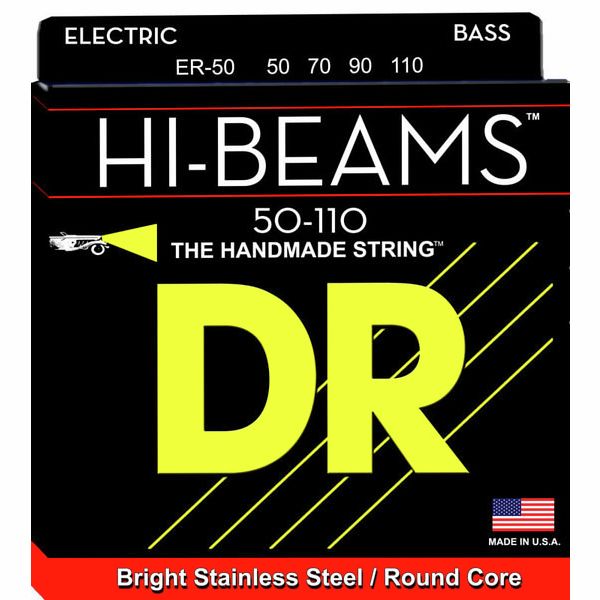 ELECTRIC BASS
ER-50 50 70 90 110
HI-BEAMS™
50-110
THE HANDMADE STRING™
DR
MADE IN U.S.A.
Bright Stainless Steel / Round Core